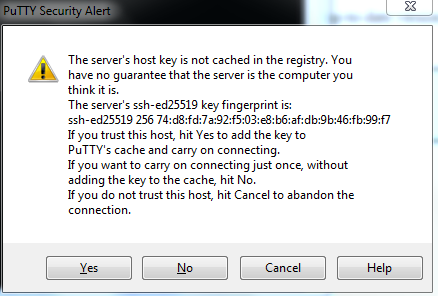 PuTTY Security Alert
The server's host key is not cached in the registry. You
have no guarantee that the server is the computer you
think it is.
The server's ssh-ed25519 key fingerprint is:
ssh-ed25519 256 74:d8:fd:7a:92:f5:03:e8:b6:af:db:9b:46:fb:99:f7
If you trust this host, hit Yes to add the key to
PuTTY's cache and carry on connecting.
If you want to carry on connecting just once, without
adding the key to the cache, hit No.
If you do not trust this host, hit Cancel to abandon the
connection.
Yes No Cancel Help